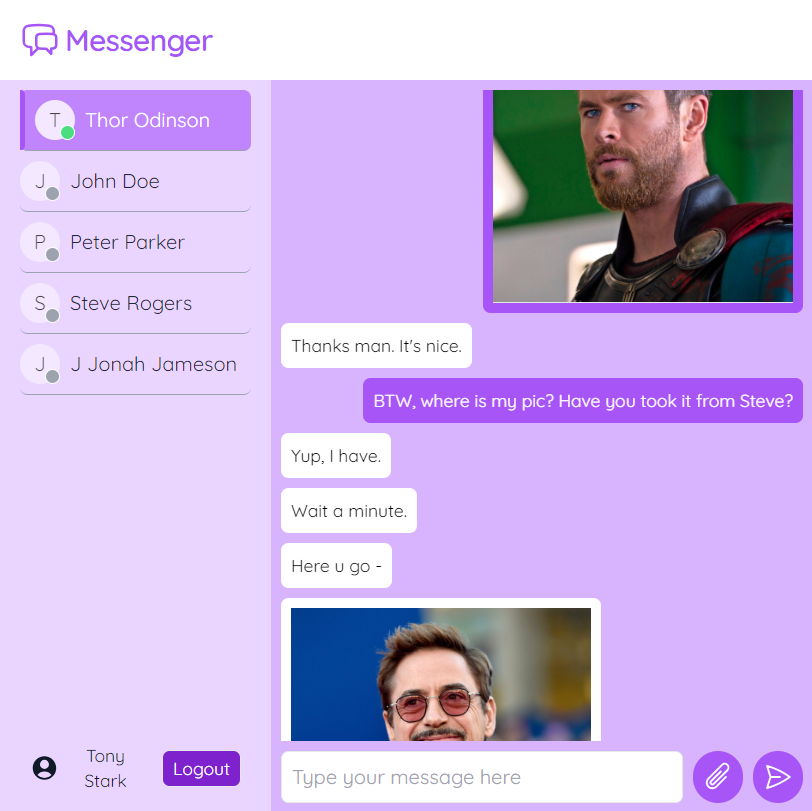 Messenger
T
Thor Odinson
J
John Doe
P
Peter Parker
S
Steve Rogers
J
J Jonah Jameson
Tony
Stark
Logout
Thanks man. It's nice.
BTW, where is my pic? Have you took it from Steve?
Yup, I have.
Wait a minute.
Here u go -
Type your message here